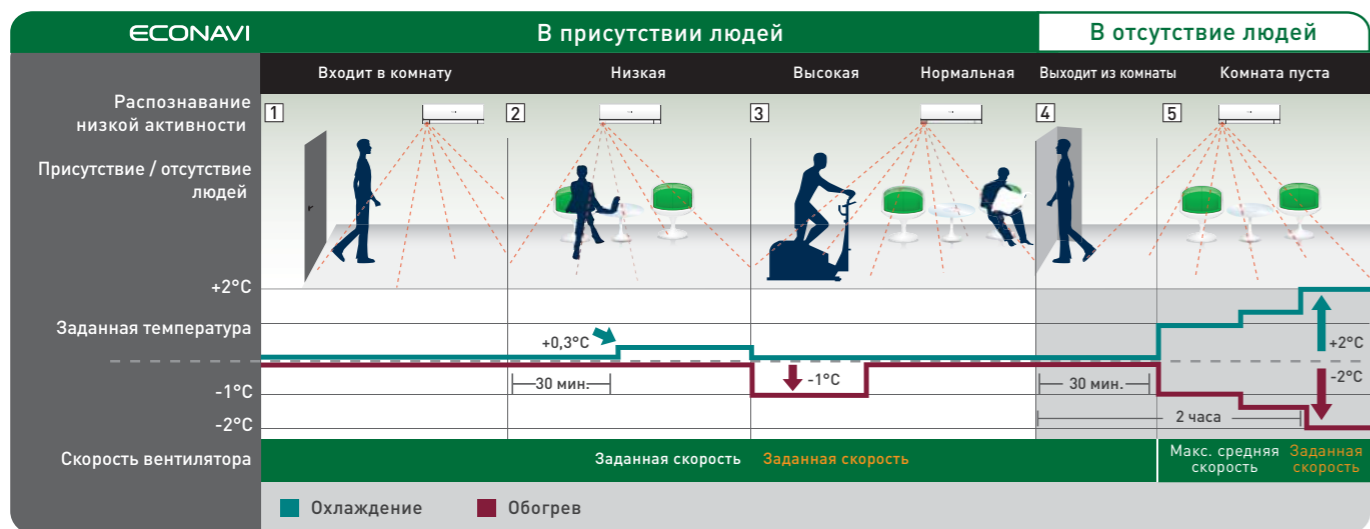 ECONAVI
В присутствии людей
В отсутствие людей
Входит в комнату
Низкая
Высокая
Нормальная
Выходит из комнаты
Комната пуста
Распознавание
низкой активности
Присутствие / отсутствие
людей
1
2
3
4
5
+2°C
Заданная температура
-1°C
-2°C
+0,3°C
30 мин.
-1°C
30 мин.
2 часа
+2°C
-2°C
Скорость вентилятора
Заданная скорость
Заданная скорость
Макс. средняя
скорость
Заданная
скорость
Охлаждение
Обогрев